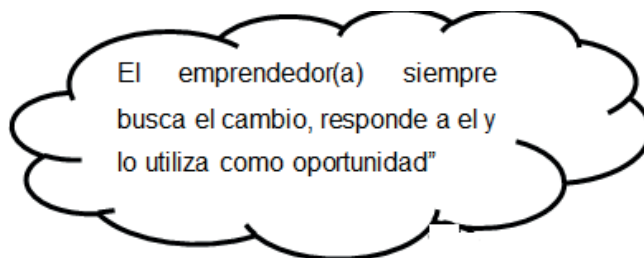 El emprendedor(a) siempre
busca el cambio, responde a el y
lo utiliza como oportunidad”